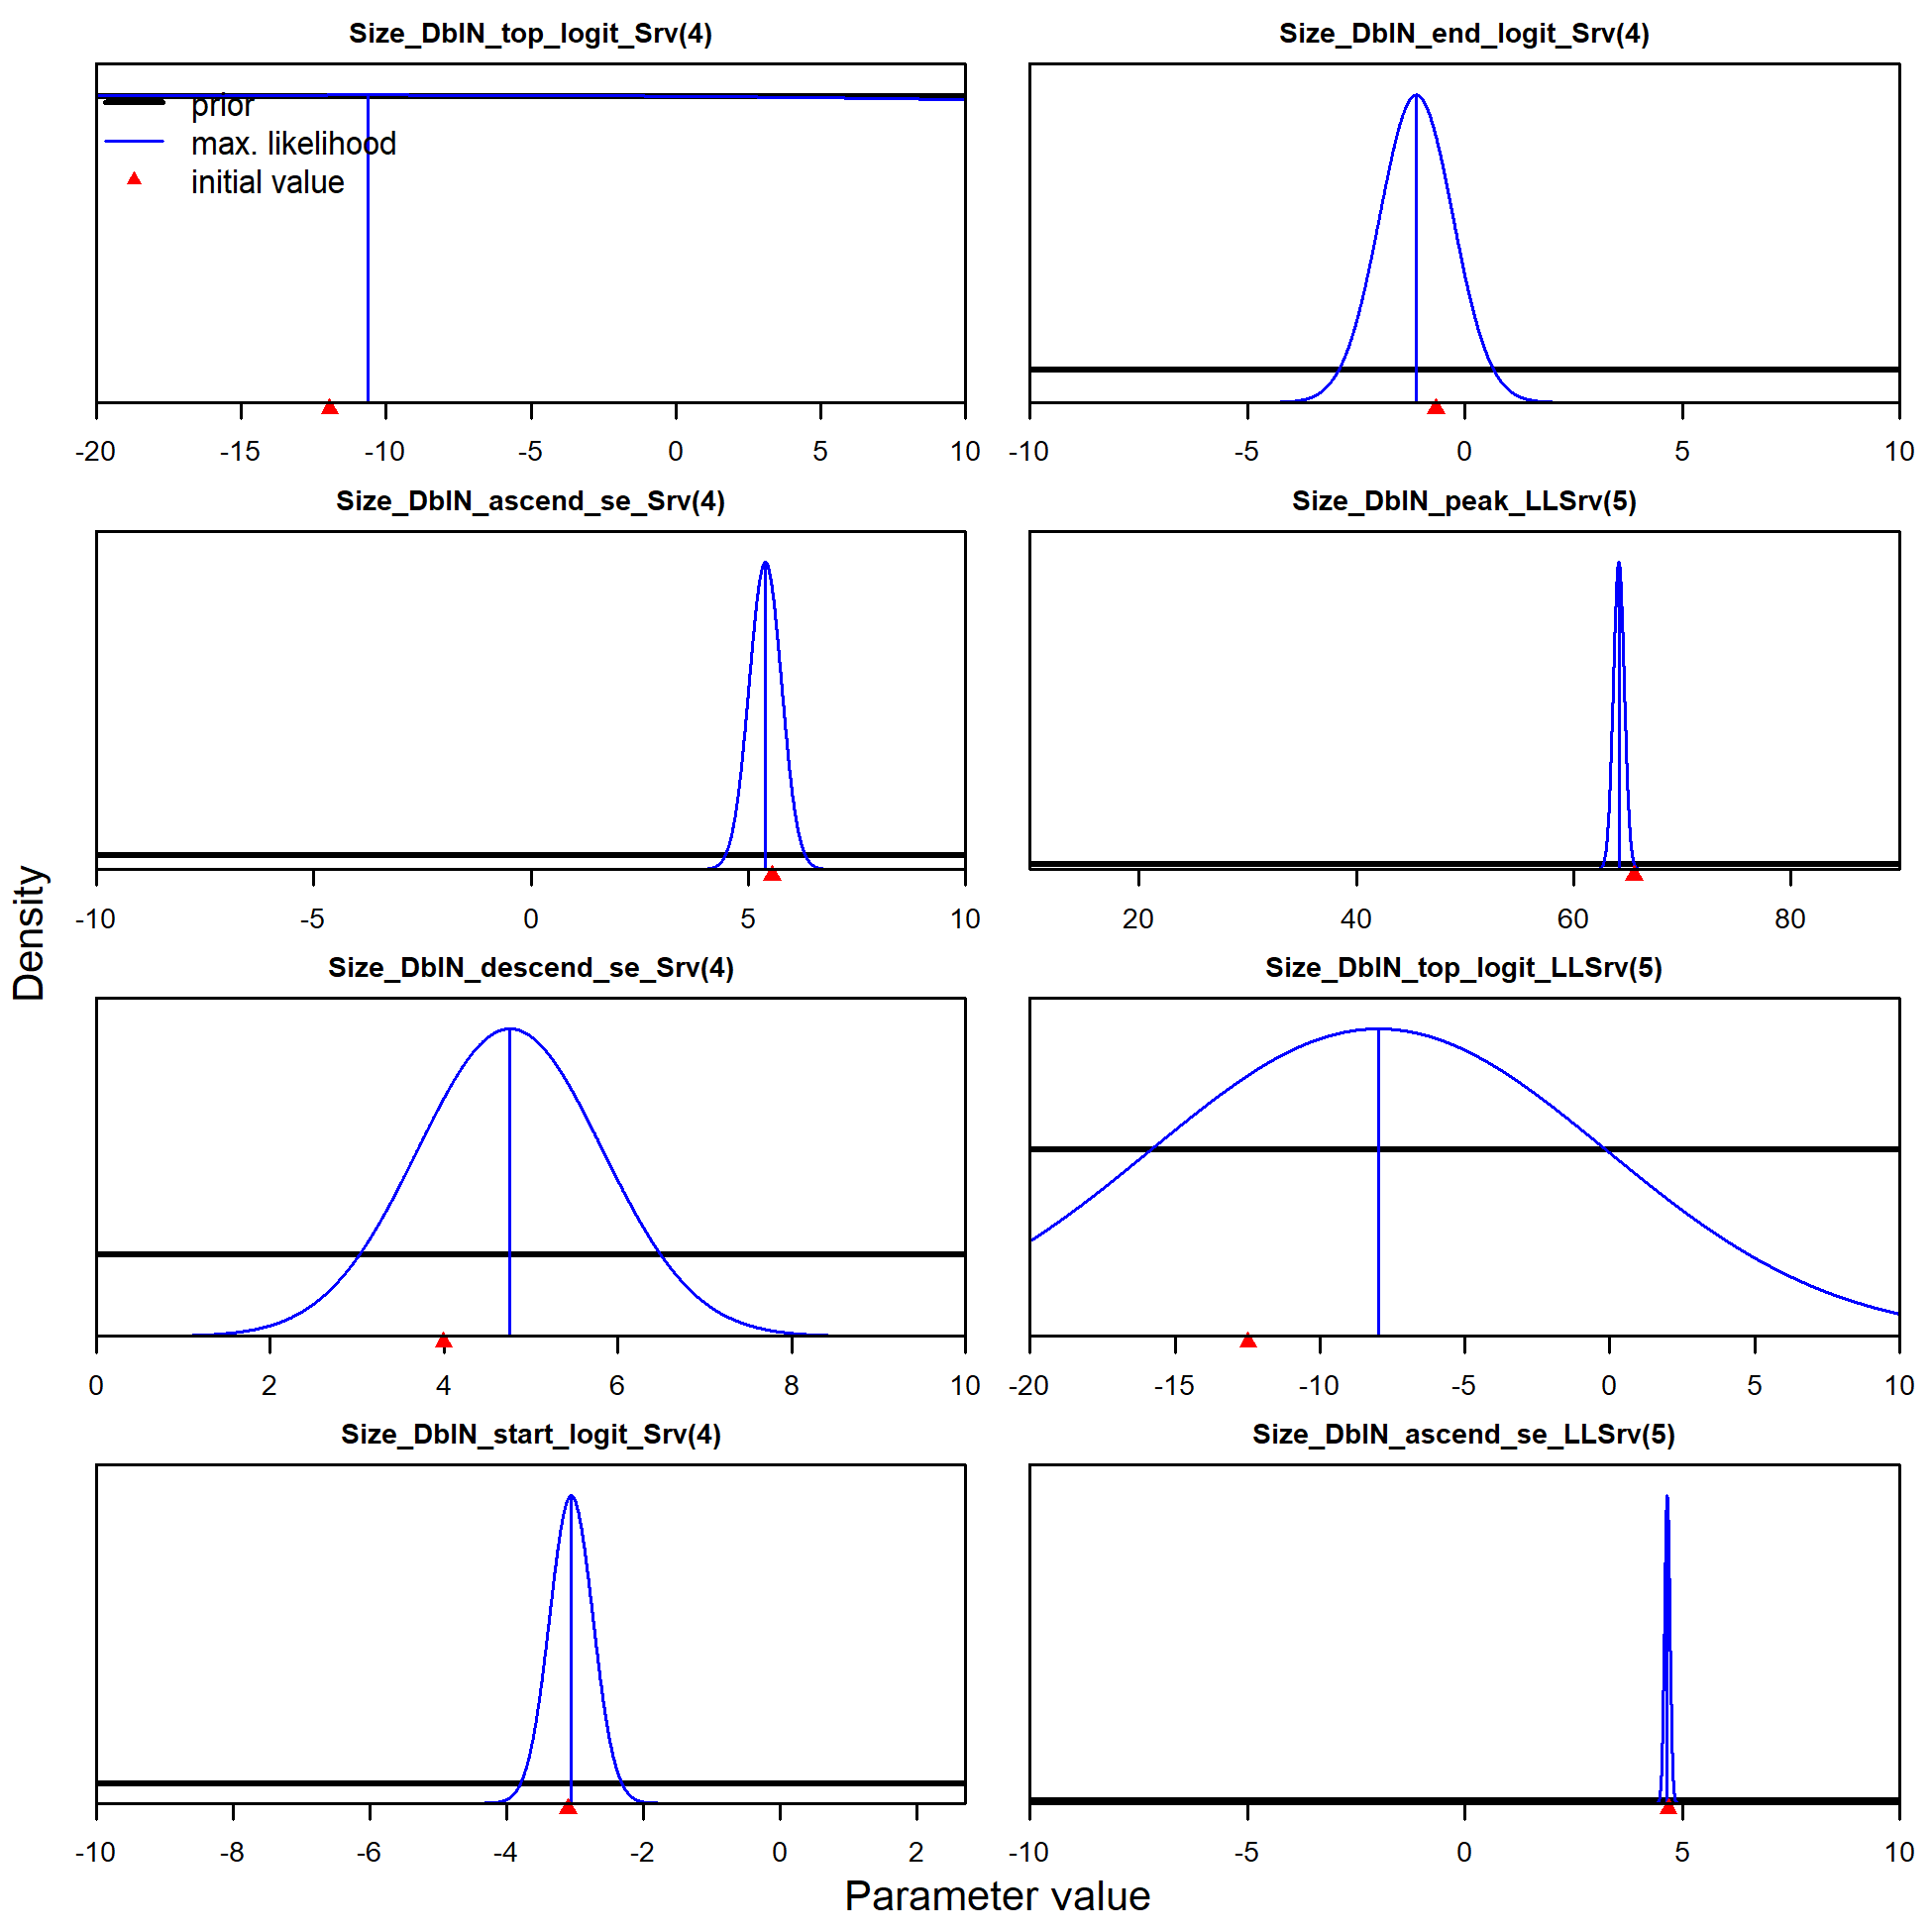 Size_DblN_top_logit_Srv(4)
prior
max. likelihood
initial value
-20 -15 -10 -5 0 5 10
Size_DblN_end_logit_Srv(4)
-10 -5 0 5 10
Size_DblN_ascend_se_Srv(4)
-10 -5 0 5 10
Size_DblN_peak_LLSrv(5)
20 40 60 80
Size_DblN_descend_se_Srv(4)
0 2 4 6 8 10
Size_DblN_top_logit_LLSrv(5)
-20 -15 -10 -5 0 5 10
Size_DblN_start_logit_Srv(4)
-10 -8 -6 -4 -2 0 2
Size_DblN_ascend_se_LLSrv(5)
-10 -5 0 5 10
Density
Parameter value